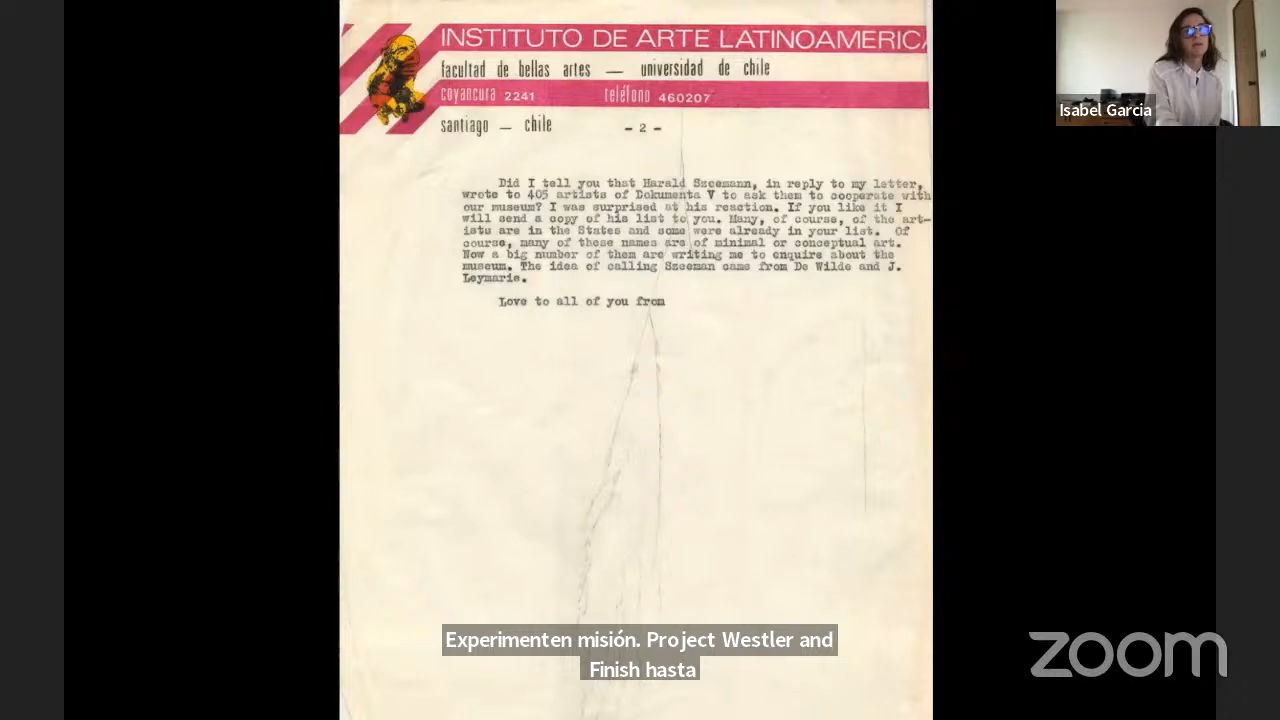 INSTITUTO DE ARTE LATINOAMERICA
facultad de bellas artes — universidad de chile
coyancura 2241 teléfono 460207
santiago — chile - 2 -
Did I tell you that Harald Szeemann, in reply to my letter,
wrote to 405 artists of Dokumenta V to ask them to cooperate with
our museum? I was surprised at his reaction. If you like it I
will send a copy of his list to you. Many, of course, of the art-
ists are in the States and some were already in your list. Of
course, many of these names are of minimal or conceptual art.
Now a big number of them are writing me to enquire about the
museum. The idea of calling Szeeman came from De Wilde and J.
Leymarie.
Love to all of you from
Isabel Garcia
Experimenten misión. Project Westler and
Finish hasta
zoom